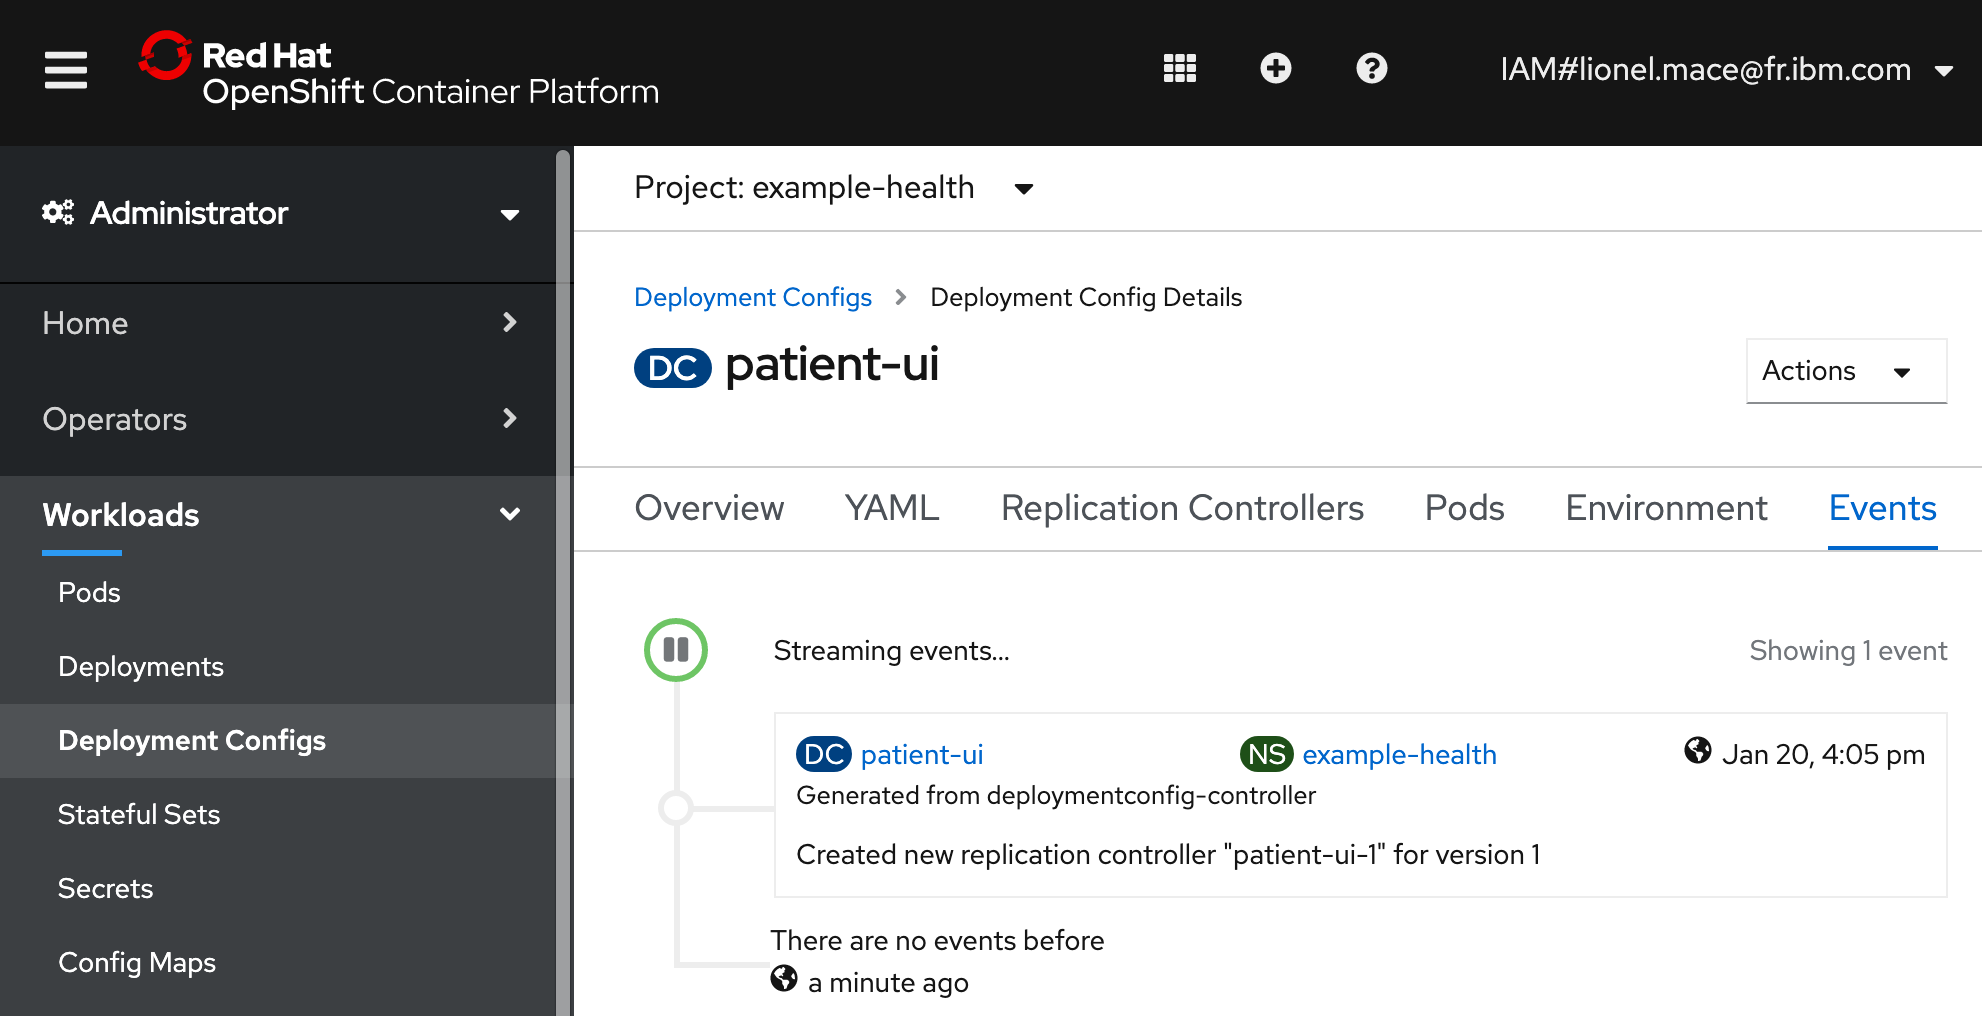 Red Hat
OpenShift Container Platform
IAM#lionel.mace@fr.ibm.com
Administrator
Home
Operators
Workloads
Pods
Deployments
Deployment Configs
Stateful Sets
Secrets
Config Maps
Project: example-health
Deployment Configs > Deployment Config Details
DC patient-ui
Actions
Overview YAML Replication Controllers Pods Environment Events
Streaming events...
Showing 1 event
DC patient-ui NS example-health Jan 20, 4:05 pm
Generated from deploymentconfig-controller
Created new replication controller "patient-ui-1" for version 1
There are no events before
a minute ago